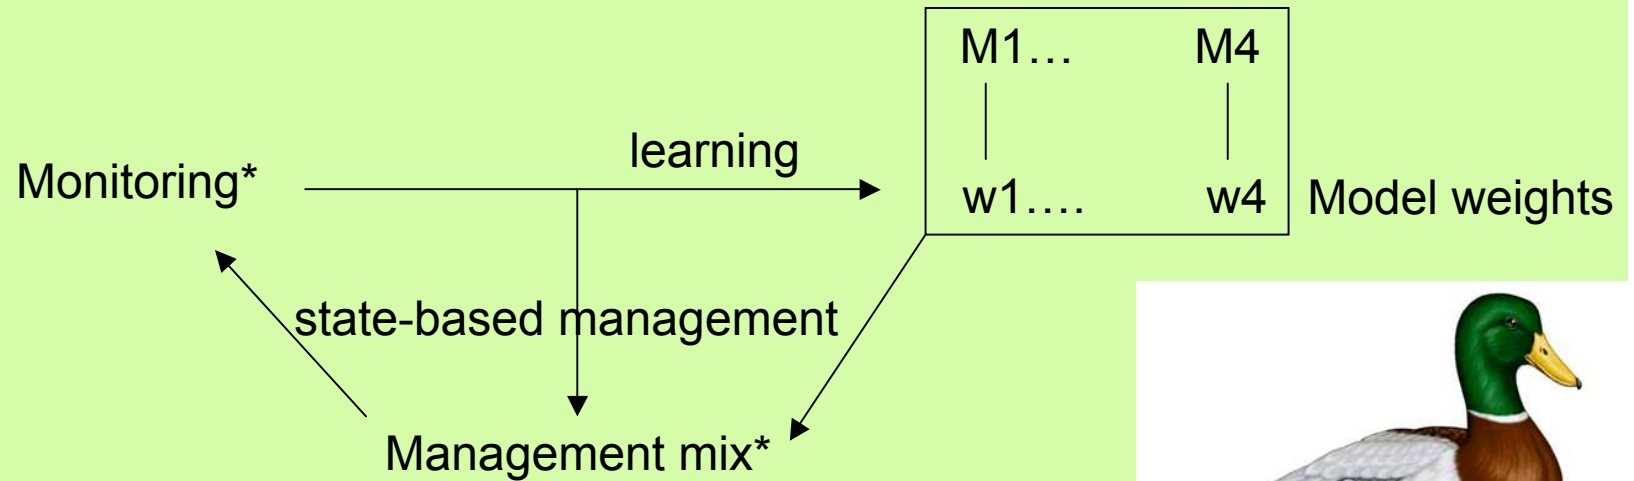 M1… M4
learning
Monitoring*
w1…. w4 Model weights
state-based management
Management mix*